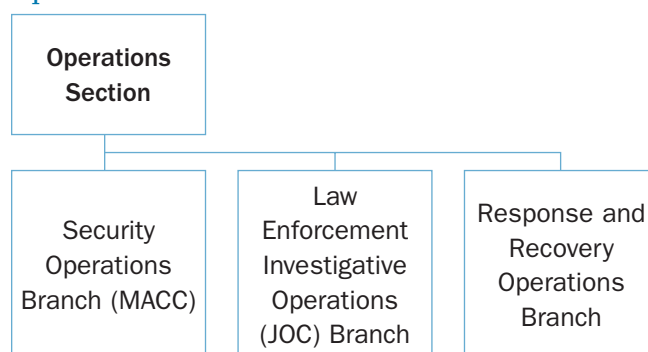 Operations
Section
Security
Operations
Branch (MACC)
Law
Enforcement
Investigative
Operations
(JOC) Branch
Response and
Recovery
Operations
Branch